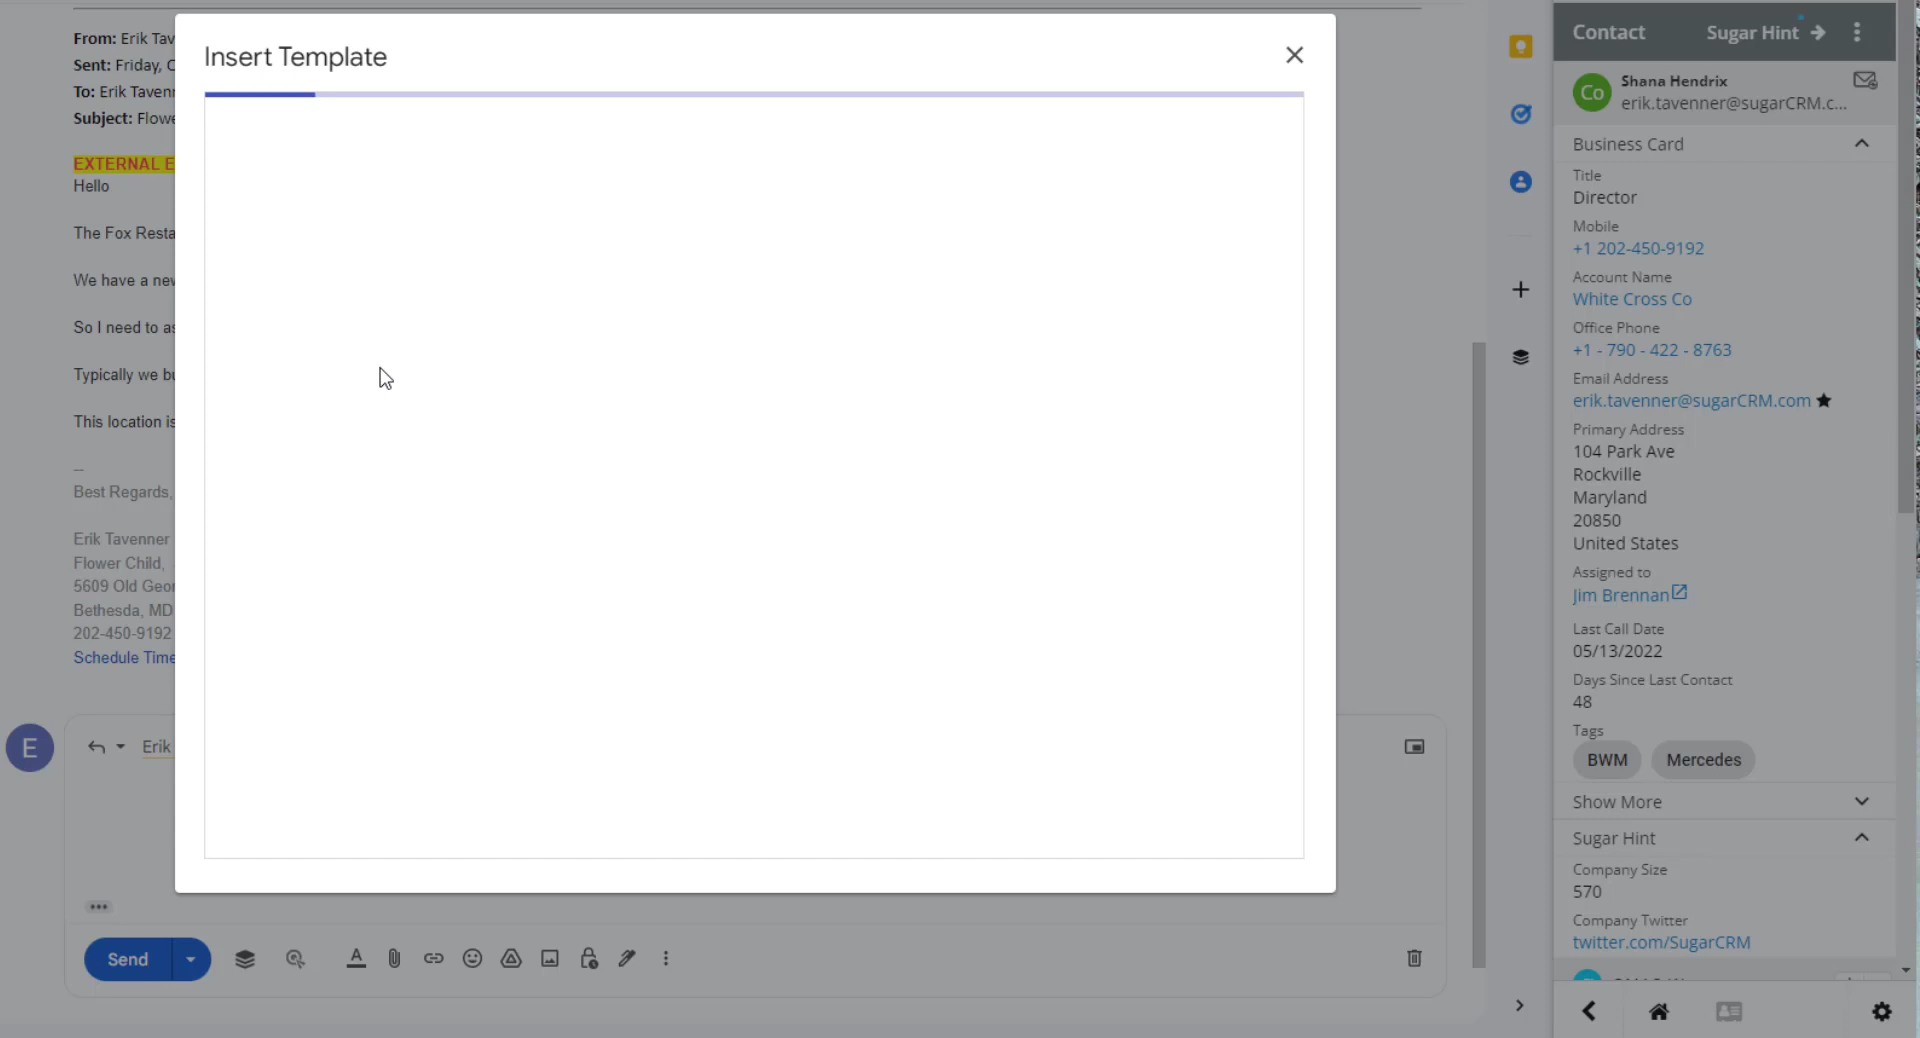 Insert Template
From: Erik Tav
Sent: Friday, O
To: Erik Tavenn
Subject: Flowe
EXTERNAL E
Hello
The Fox Resta
We have a new
So I need to as
Typically we bu
This location is
--
Best Regards,
Erik Tavenner
Flower Child,
5609 Old Geor
Bethesda, MD
202-450-9192
Schedule Time
E
Erik
Send
Contact
Sugar Hint
Co
Shana Hendrix
erik.tavenner@sugarCRM.c...
Business Card
Title
Director
Mobile
+1 202-450-9192
Account Name
White Cross Co
Office Phone
+1 - 790 - 422 - 8763
Email Address
erik.tavenner@sugarCRM.com
Primary Address
104 Park Ave
Rockville
Maryland
20850
United States
Assigned to
Jim Brennan
Last Call Date
05/13/2022
Days Since Last Contact
48
Tags
BWM Mercedes
Show More
Sugar Hint
Company Size
570
Company Twitter
twitter.com/SugarCRM